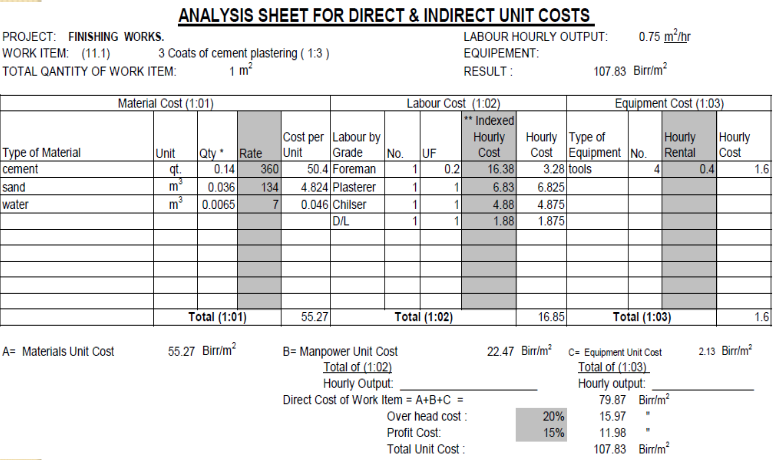 ANALYSIS SHEET FOR DIRECT & INDIRECT UNIT COSTS
PROJECT: FINISHING WORKS. LABOUR HOURLY OUTPUT: 0.75 m²/hr
WORK ITEM: (11.1) 3 Coats of cement plastering ( 1:3 ) EQUIPEMENT:
TOTAL QANTITY OF WORK ITEM: 1 m² RESULT : 107.83 Birr/m²
Material Cost (1:01) Labour Cost (1:02) Equipment Cost (1:03)
Type of Material Unit Qty * Rate Cost per Unit Labour by Grade No. UF ** Indexed Hourly Cost Hourly Cost Type of Equipment No. Hourly Rental Hourly Cost
cement qt. 0.14 360 50.4 Foreman 1 0.2 16.38 3.28 tools 4 0.4 1.6
sand m³ 0.036 134 4.824 Plasterer 1 1 6.83 6.825
water m³ 0.0065 7 0.046 Chilser 1 1 4.88 4.875
D/L 1 1 1.88 1.875
Total (1:01) 55.27 Total (1:02) 16.85 Total (1:03) 1.6
A= Materials Unit Cost 55.27 Birr/m² B= Manpower Unit Cost 22.47 Birr/m² C= Equipment Unit Cost 2.13 Birr/m²
Total of (1:02) Total of (1:03)
Hourly Output: Hourly output:
Direct Cost of Work Item = A+B+C = 79.87 Birr/m²
Over head cost : 20% 15.97 "
Profit Cost: 15% 11.98 "
Total Unit Cost : 107.83 Birr/m²